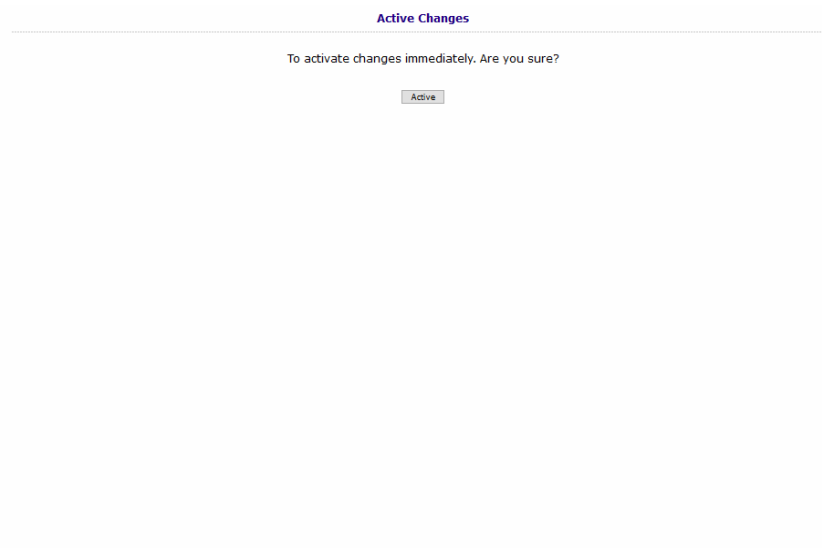 Active Changes
To activate changes immediately. Are you sure?
Active